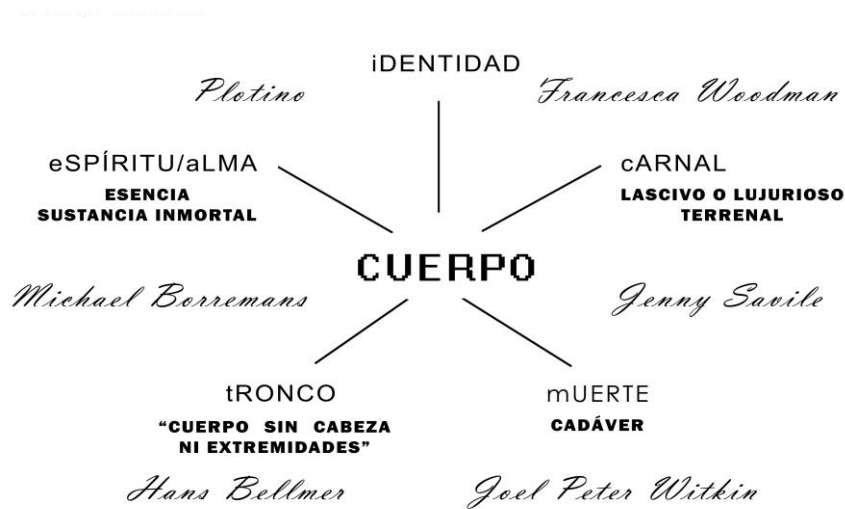 iDENTIDAD
Plotino
Francesca Woodman
eSPÍRITU/aLMA
ESENCIA
SUSTANCIA INMORTAL
cARNAL
LASCIVO O LUJURIOSO
TERRENAL
CUERPO
Michael Borremans
Jenny Savile
tRONCO
“CUERPO SIN CABEZA
NI EXTREMIDADES”
mUERTE
CADÁVER
Hans Bellmer
Joel Peter Witkin